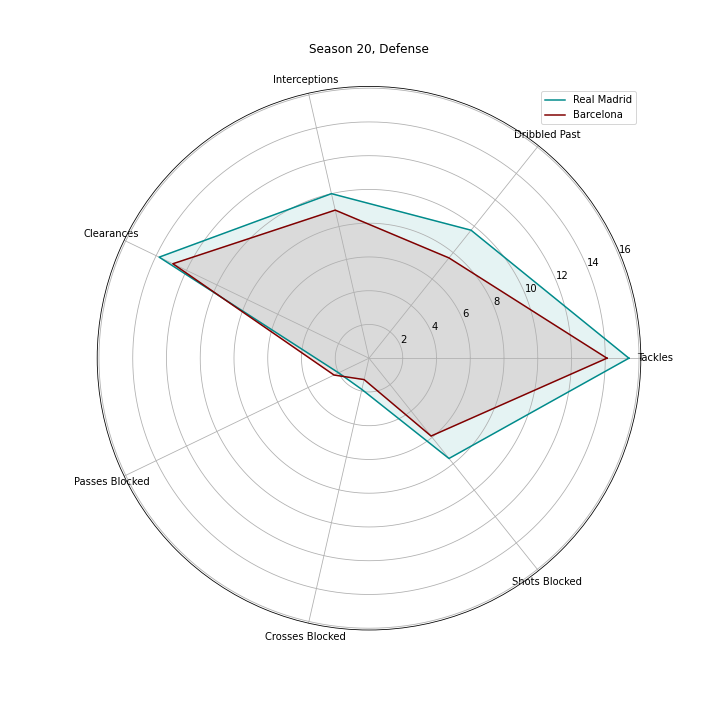 Season 20, Defense
Interceptions
Real Madrid
Barcelona
Dribbled Past
Clearances
16
14
12
10
8
6
4
2
Tackles
Passes Blocked
Shots Blocked
Crosses Blocked